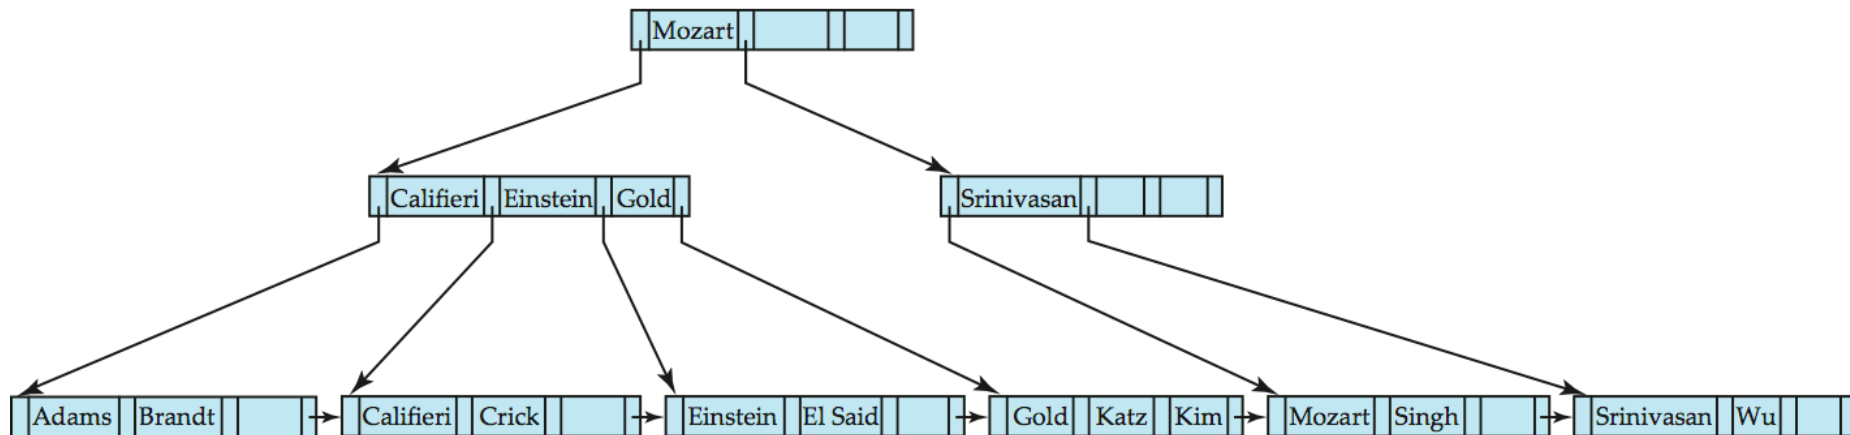 Mozart
Califieri Einstein Gold Srinivasan
Adams Brandt Califieri Crick Einstein El Said Gold Katz Kim Mozart Singh Srinivasan Wu